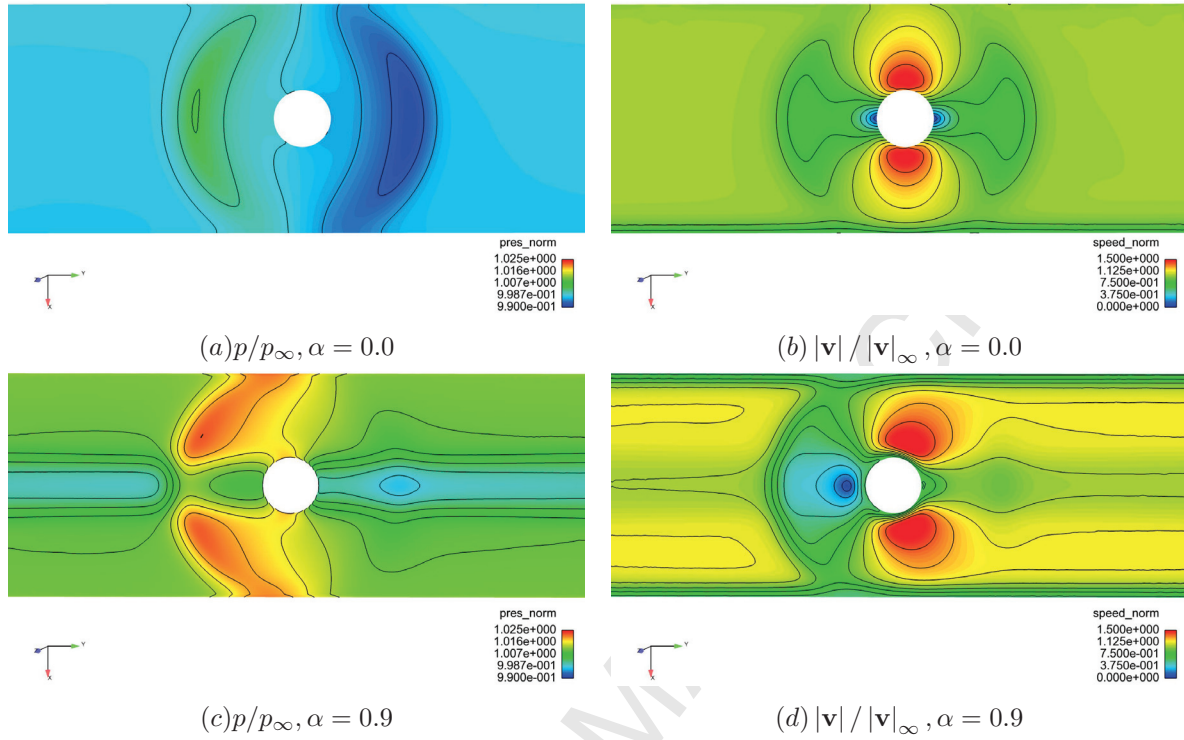 pres_norm
1.025e+000
1.016e+000
1.007e+000
9.987e-001
9.900e-001
Z Y
X
(a)p/p∞, α = 0.0
speed_norm
1.500e+000
1.125e+000
7.500e-001
3.750e-001
0.000e+000
Z Y
X
(b) |v| / |v|∞ , α = 0.0
pres_norm
1.025e+000
1.016e+000
1.007e+000
9.987e-001
9.900e-001
Z Y
X
(c)p/p∞, α = 0.9
speed_norm
1.500e+000
1.125e+000
7.500e-001
3.750e-001
0.000e+000
Z Y
X
(d) |v| / |v|∞ , α = 0.9